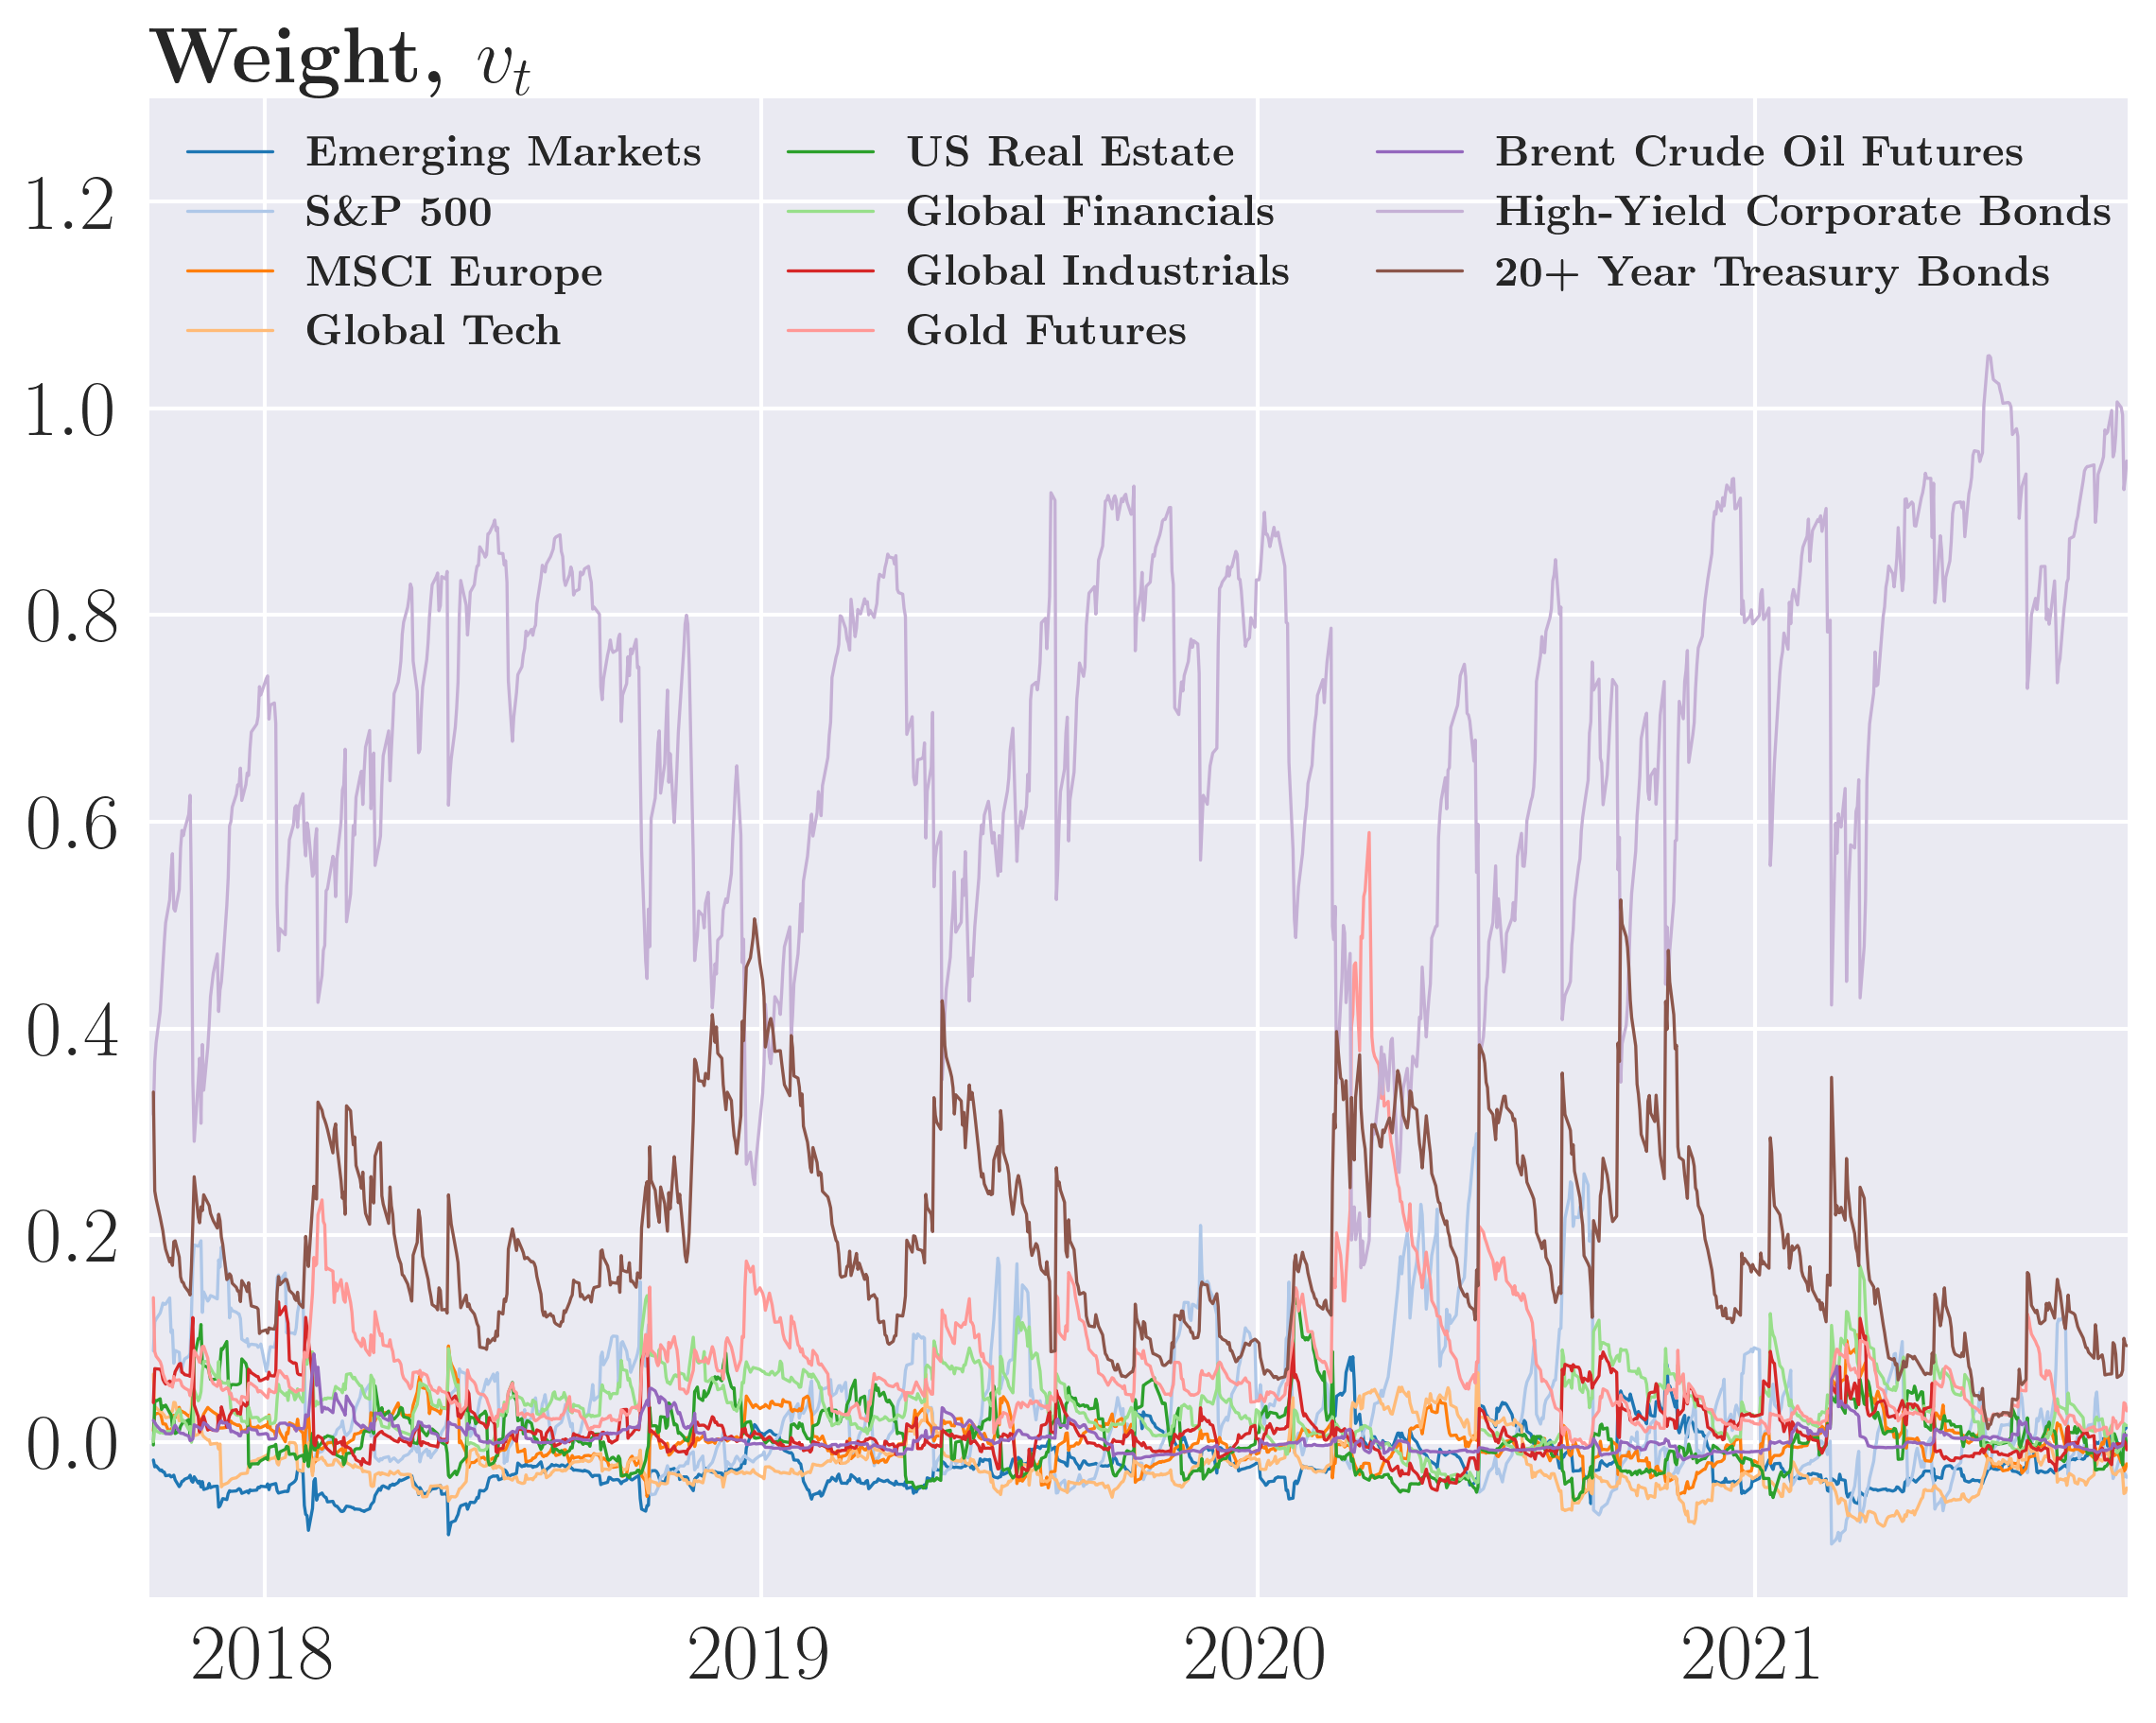 Weight, v_t
Emerging Markets
S&P 500
MSCI Europe
Global Tech
US Real Estate
Global Financials
Global Industrials
Gold Futures
Brent Crude Oil Futures
High-Yield Corporate Bonds
20+ Year Treasury Bonds
1.2
1.0
0.8
0.6
0.4
0.2
0.0
2018 2019 2020 2021